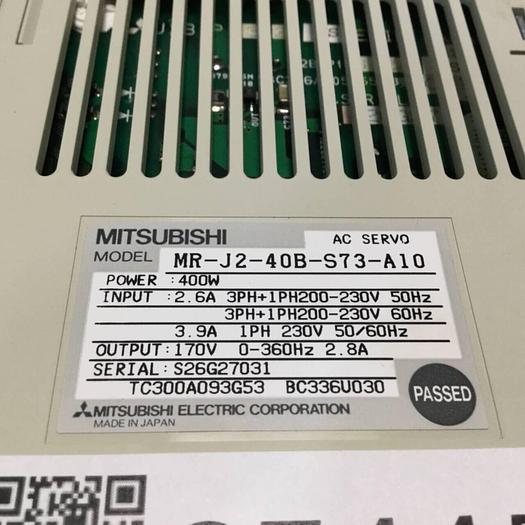 MITSUBISHI
AC SERVO
MODEL MR-J2-40B-S73-A10
POWER :400W
INPUT :2.6A 3PH+1PH200-230V 50Hz
3PH+1PH200-230V 60Hz
3.9A 1PH 230V 50/60Hz
OUTPUT:170V 0-360Hz 2.8A
SERIAL:S26G27031
TC300A093G53 BC336U030
PASSED
MITSUBISHI ELECTRIC CORPORATION
MADE IN JAPAN